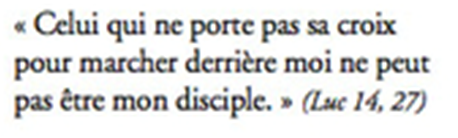 « Celui qui ne porte pas sa croix
pour marcher derrière moi ne peut
pas être mon disciple. » (Luc 14, 27)